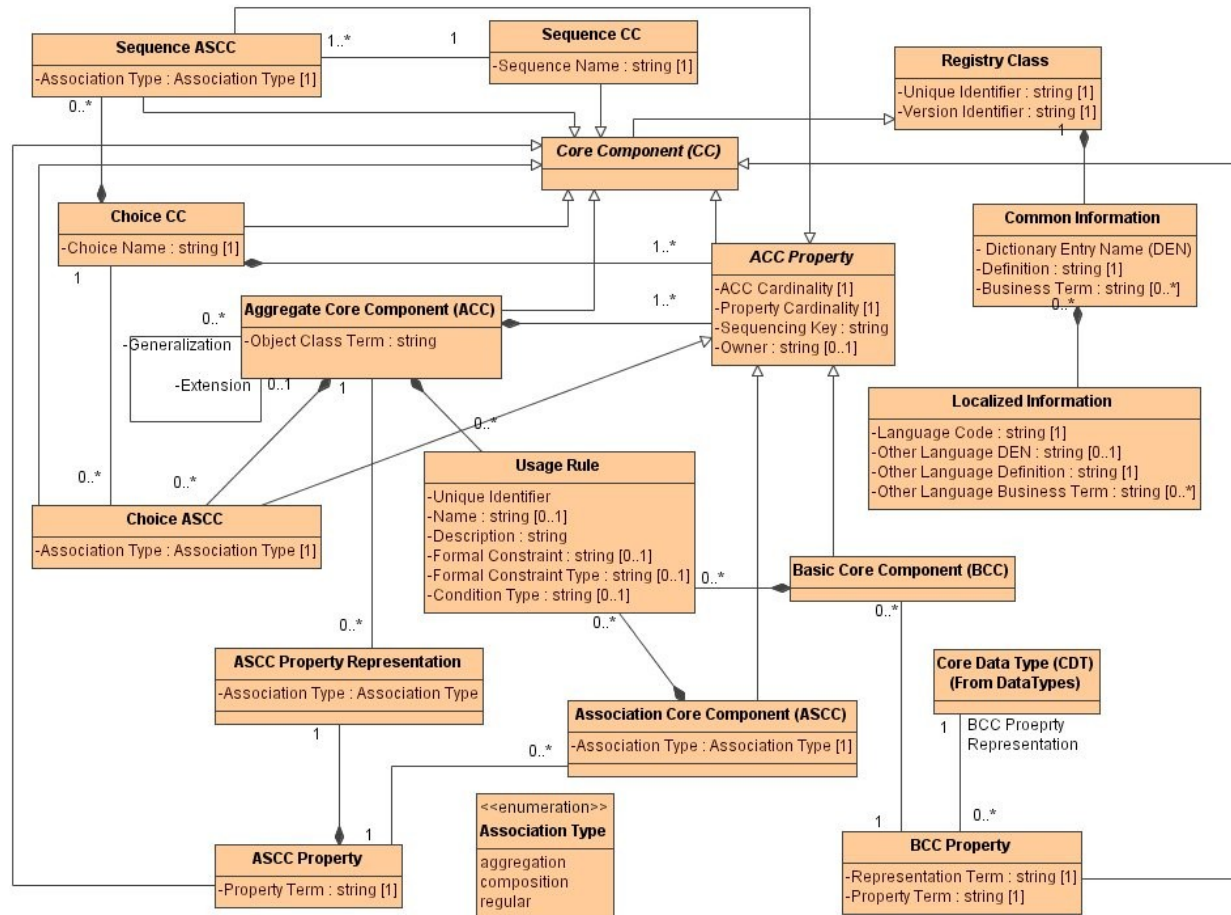 Sequence ASCC
-Association Type : Association Type [1]
1..*
1
Sequence CC
-Sequence Name : string [1]
Registry Class
-Unique Identifier : string [1]
-Version Identifier : string [1]
1
0..*
Core Component (CC)
Choice CC
-Choice Name : string [1]
1
1..*
ACC Property
-ACC Cardinality [1]
-Property Cardinality [1]
-Sequencing Key : string
-Owner : string [0..1]
Common Information
- Dictionary Entry Name (DEN)
-Definition : string [1]
-Business Term : string [0..*]
0..*
Aggregate Core Component (ACC)
-Object Class Term : string
1..*
0..*
-Generalization
-Extension
0..1
1
0..*
0..*
0..*
Localized Information
-Language Code : string [1]
-Other Language DEN : string [0..1]
-Other Language Definition : string [1]
-Other Language Business Term : string [0..*]
Usage Rule
-Unique Identifier
-Name : string [0..1]
-Description : string
-Formal Constraint : string [0..1]
-Formal Constraint Type : string [0..1]
-Condition Type : string [0..1]
Choice ASCC
-Association Type : Association Type [1]
0..*
Basic Core Component (BCC)
0..*
0..*
0..*
ASCC Property Representation
-Association Type : Association Type
1
Core Data Type (CDT)
(From DataTypes)
1
BCC Proeprty
Representation
Association Core Component (ASCC)
-Association Type : Association Type [1]
0..*
1
<<enumeration>>
Association Type
aggregation
composition
regular
ASCC Property
-Property Term : string [1]
1
0..*
BCC Property
-Representation Term : string [1]
-Property Term : string [1]